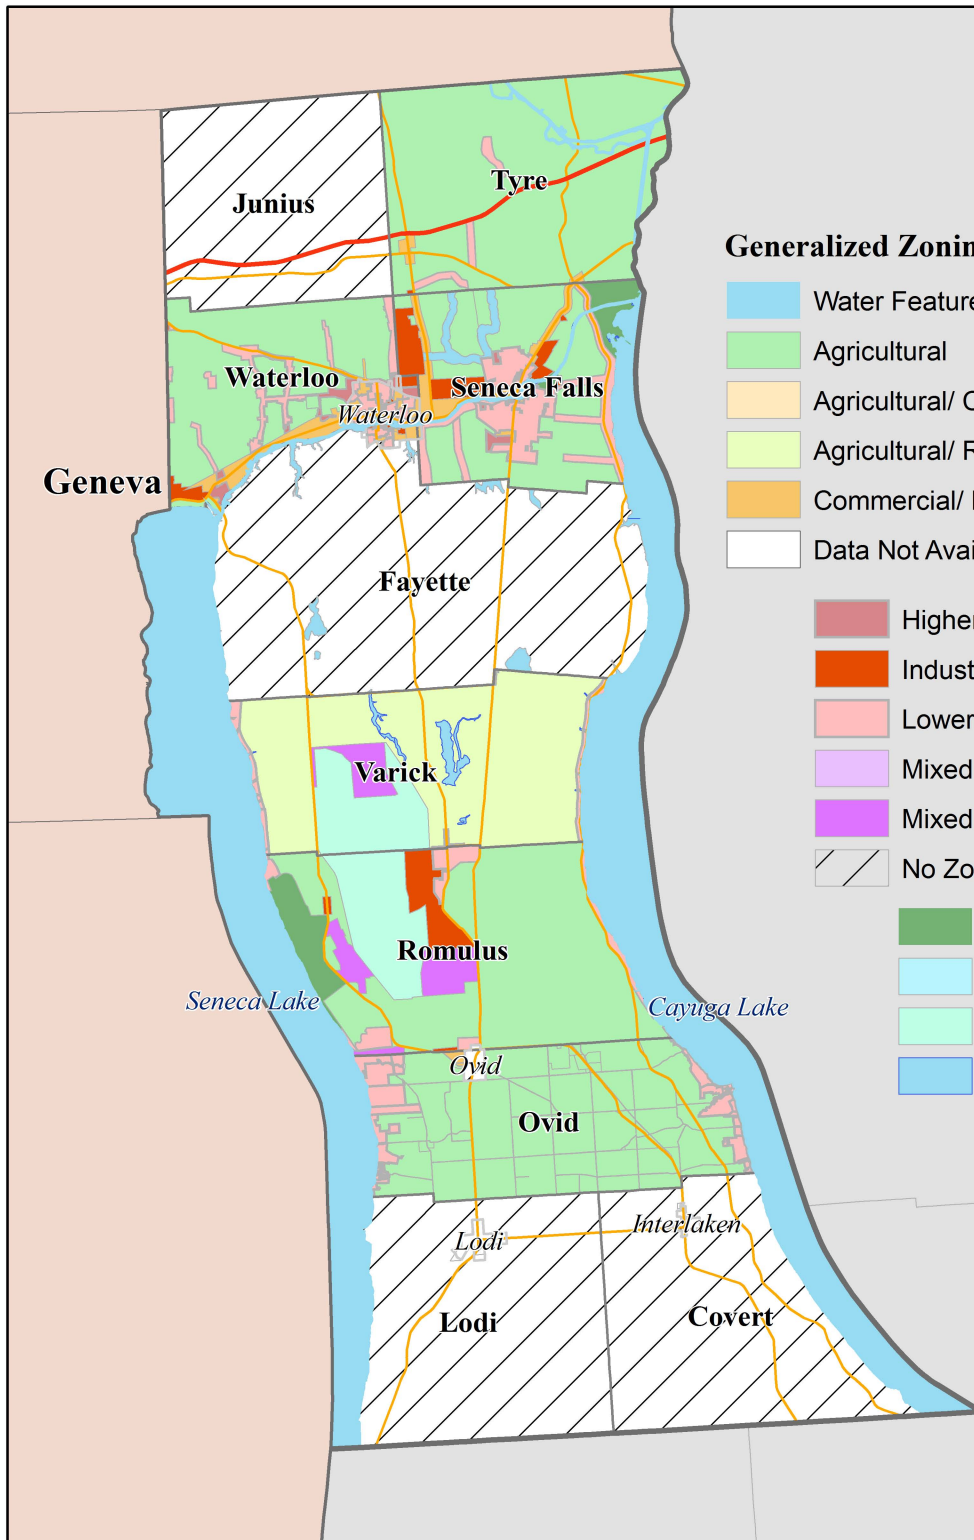 Tyre
Junius
Generalized Zonin
Water Feature
Agricultural
Waterloo
Seneca Falls
Agricultural/ C
Waterloo
Agricultural/ R
Geneva
Commercial/ I
Data Not Avai
Fayette
Higher
Indust
Lower
Varick
Mixed
Mixed
No Zo
Romulus
Seneca Lake
Cayuga Lake
Ovid
Ovid
Interlaken
Lodi
Lodi
Covert